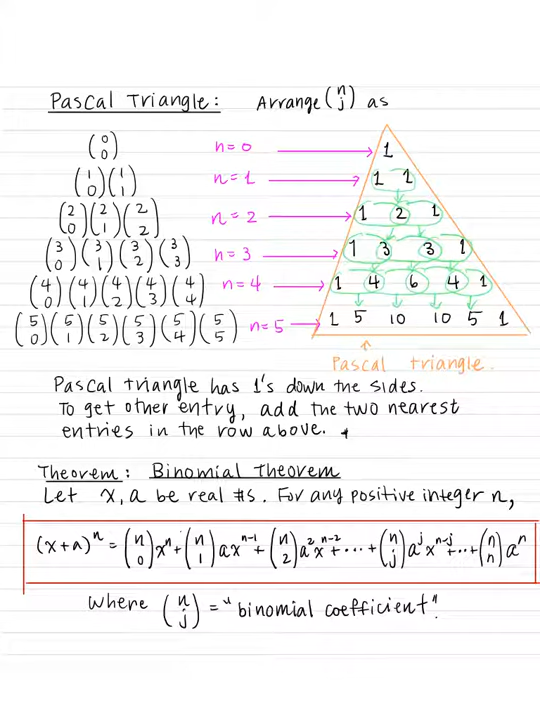 Pascal Triangle: Arrange (n j) as
(0 0) n=0 1
(1 0) (1 1) n=1 1 1
(2 0) (2 1) (2 2) n=2 1 2 1
(3 0) (3 1) (3 2) (3 3) n=3 1 3 3 1
(4 0) (4 1) (4 2) (4 3) (4 4) n=4 1 4 6 4 1
(5 0) (5 1) (5 2) (5 3) (5 4) (5 5) n=5 1 5 10 10 5 1
Pascal triangle.
Pascal triangle has 1's down the sides.
To get other entry, add the two nearest
entries in the row above.
Theorem: Binomial Theorem
Let x, a be real #s. For any positive integer n,
(x+a)^n = (n 0) x^n + (n 1) a x^{n-1} + (n 2) a^2 x^{n-2} + ... + (n j) a^j x^{n-j} + ... + (n n) a^n
where (n j) = "binomial coefficient".